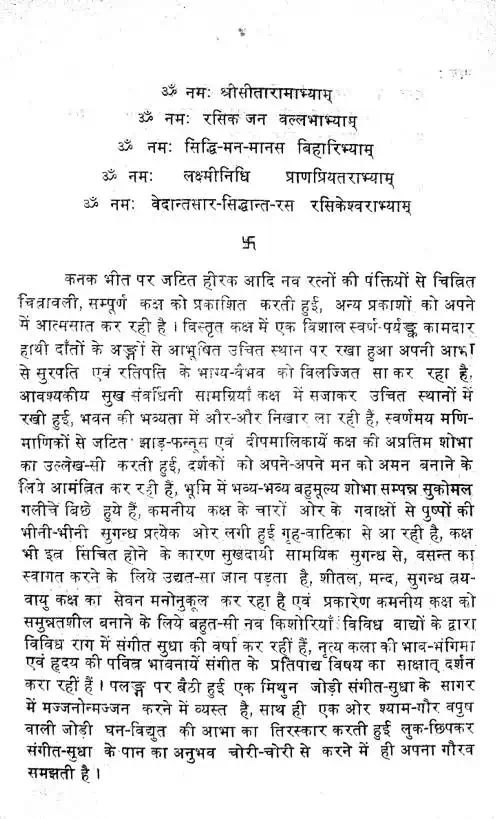 ॐ नमः श्रीसीतारामाभ्याम्
ॐ नमः रसिक जन वल्लभाभ्याम्
ॐ नमः सिद्धि-मन-मानस बिहारिभ्याम्
ॐ नमः लक्ष्मीनिधि प्राणप्रियतराभ्याम्
ॐ नमः वेदान्तसार-सिद्धान्त-रस रसिकेश्वराभ्याम्
卐
कनक भीत पर जटित हीरक आदि नव रत्नों की पंक्तियों से चित्रित
चित्रावली, सम्पूर्ण कक्ष को प्रकाशित करती हुई, अन्य प्रकाशों को अपने
में आत्मसात कर रही है । विस्तृत कक्ष में एक विशाल स्वर्ण-पर्यङ्क कामदार
हाथी दाँतों के अङ्गों से आभूषित उचित स्थान पर रखा हुआ अपनी आभा
से सुरपति एवं रतिपति के भाग्य-वैभव को विलज्जित सा कर रहा है,
आवश्यकीय सुख संवर्धिनी सामग्रियाँ कक्ष में सजाकर उचित स्थानों में
रखी हुई, भवन की भव्यता में और-और निखार ला रही हैं, स्वर्णमय मणि-
माणिकों से जटित झाड़-फन्नूस एवं दीपमालिकायें कक्ष की अप्रतिम शोभा
का उल्लेख-सी करती हुई, दर्शकों को अपने-अपने मन को अमन बनाने के
लिये आमंत्रित कर रही हैं, भूमि में भव्य-भव्य बहुमूल्य शोभा सम्पन्न सुकोमल
गलीचे बिछे हुये हैं, कमनीय कक्ष के चारों ओर के गवाक्षों से पुष्पों की
भीनी-भीनी सुगन्ध प्रत्येक ओर लगी हुई गृह-वाटिका से आ रही है, कक्ष
भी इत्र सिंचित होने के कारण सुखदायी सामयिक सुगन्ध से, वसन्त का
स्वागत करने के लिये उद्यत-सा जान पड़ता है, शीतल, मन्द, सुगन्ध त्रय-
वायु कक्ष का सेवन मनोनुकूल कर रहा है एवं प्रकारेण कमनीय कक्ष को
समुन्नतशील बनाने के लिये बहुत-सी नव किशोरियाँ विविध वाद्यों के द्वारा
विविध राग में संगीत सुधा की वर्षा कर रहीं हैं, नृत्य कला की भाव-भंगिमा
एवं हृदय की पवित्र भावनायें संगीत के प्रतिपाद्य विषय का साक्षात् दर्शन
करा रहीं हैं । पलङ्ग पर बैठी हुई एक मिथुन जोड़ी संगीत-सुधा के सागर
में मज्जनोन्मज्जन करने में व्यस्त है, साथ ही एक ओर श्याम-गौर वपुष
वाली जोड़ी घन-विद्युत की आभा का तिरस्कार करती हुई लुक-छिपकर
संगीत-सुधा के पान का अनुभव चोरी-चोरी से करने में ही अपना गौरव
समझती है ।